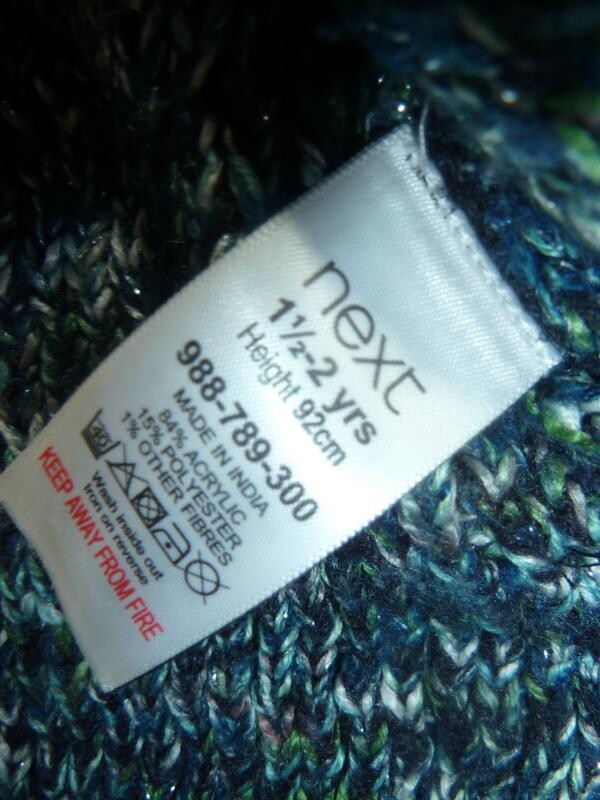 next
1½-2 yrs
Height 92cm
988-789-300
MADE IN INDIA
84% ACRYLIC
15% POLYESTER
1% OTHER FIBRES
40
Wash inside out
iron on reverse
KEEP AWAY FROM FIRE